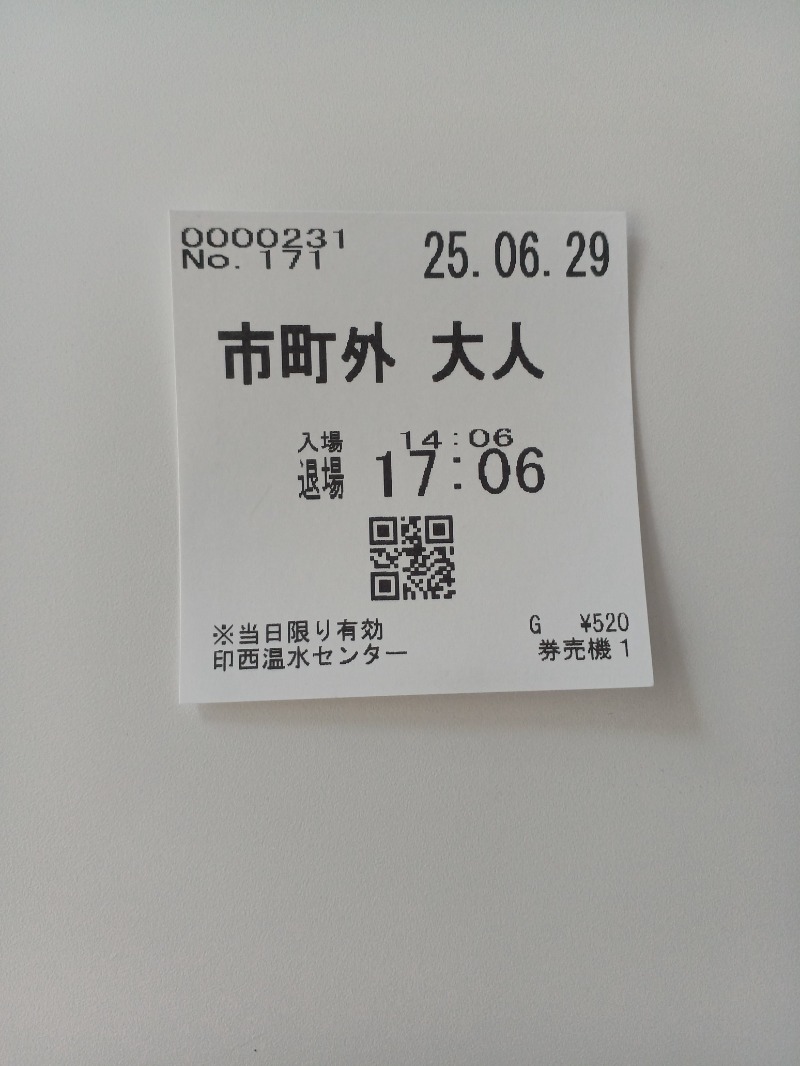 0000231
No. 171
25.06.29
市町外 大人
入場 14:06
退場 17:06
※当日限り有効
印西温水センター
G ¥520
券売機1